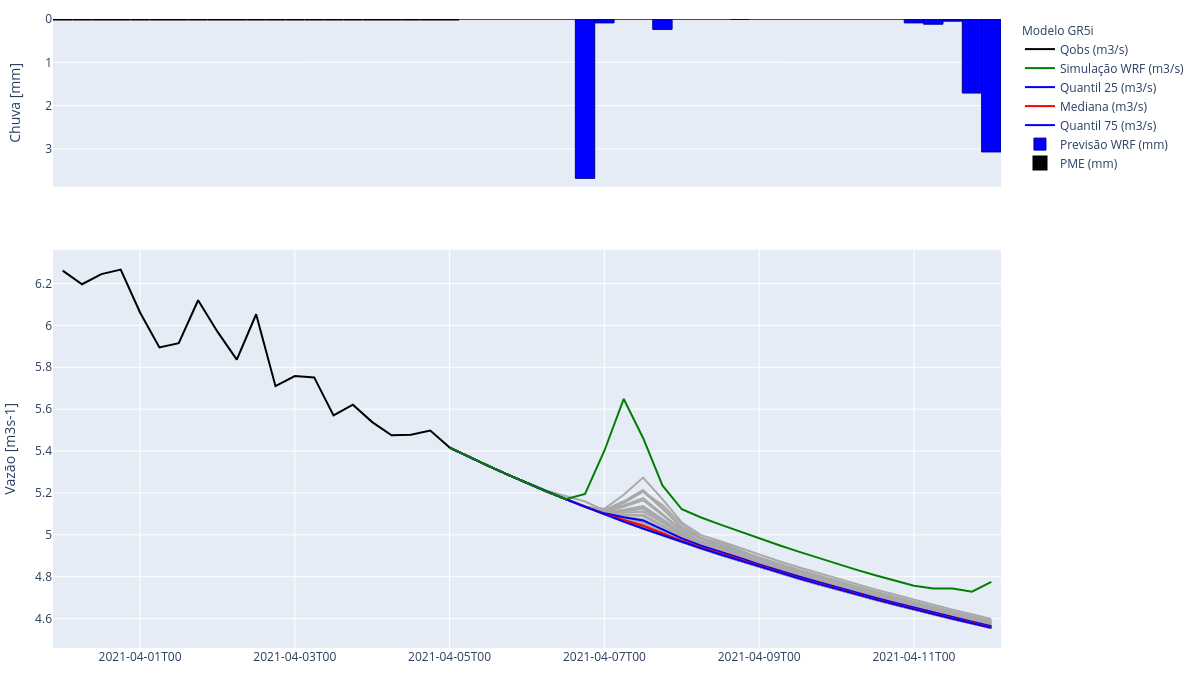 0
1
2
3
Chuva [mm]
Modelo GR5i
Qobs (m3/s)
Simulação WRF (m3/s)
Quantil 25 (m3/s)
Mediana (m3/s)
Quantil 75 (m3/s)
Previsão WRF (mm)
PME (mm)
6.2
6
5.8
5.6
5.4
5.2
5
4.8
4.6
Vazão [m3s-1]
2021-04-01T00
2021-04-03T00
2021-04-05T00
2021-04-07T00
2021-04-09T00
2021-04-11T00